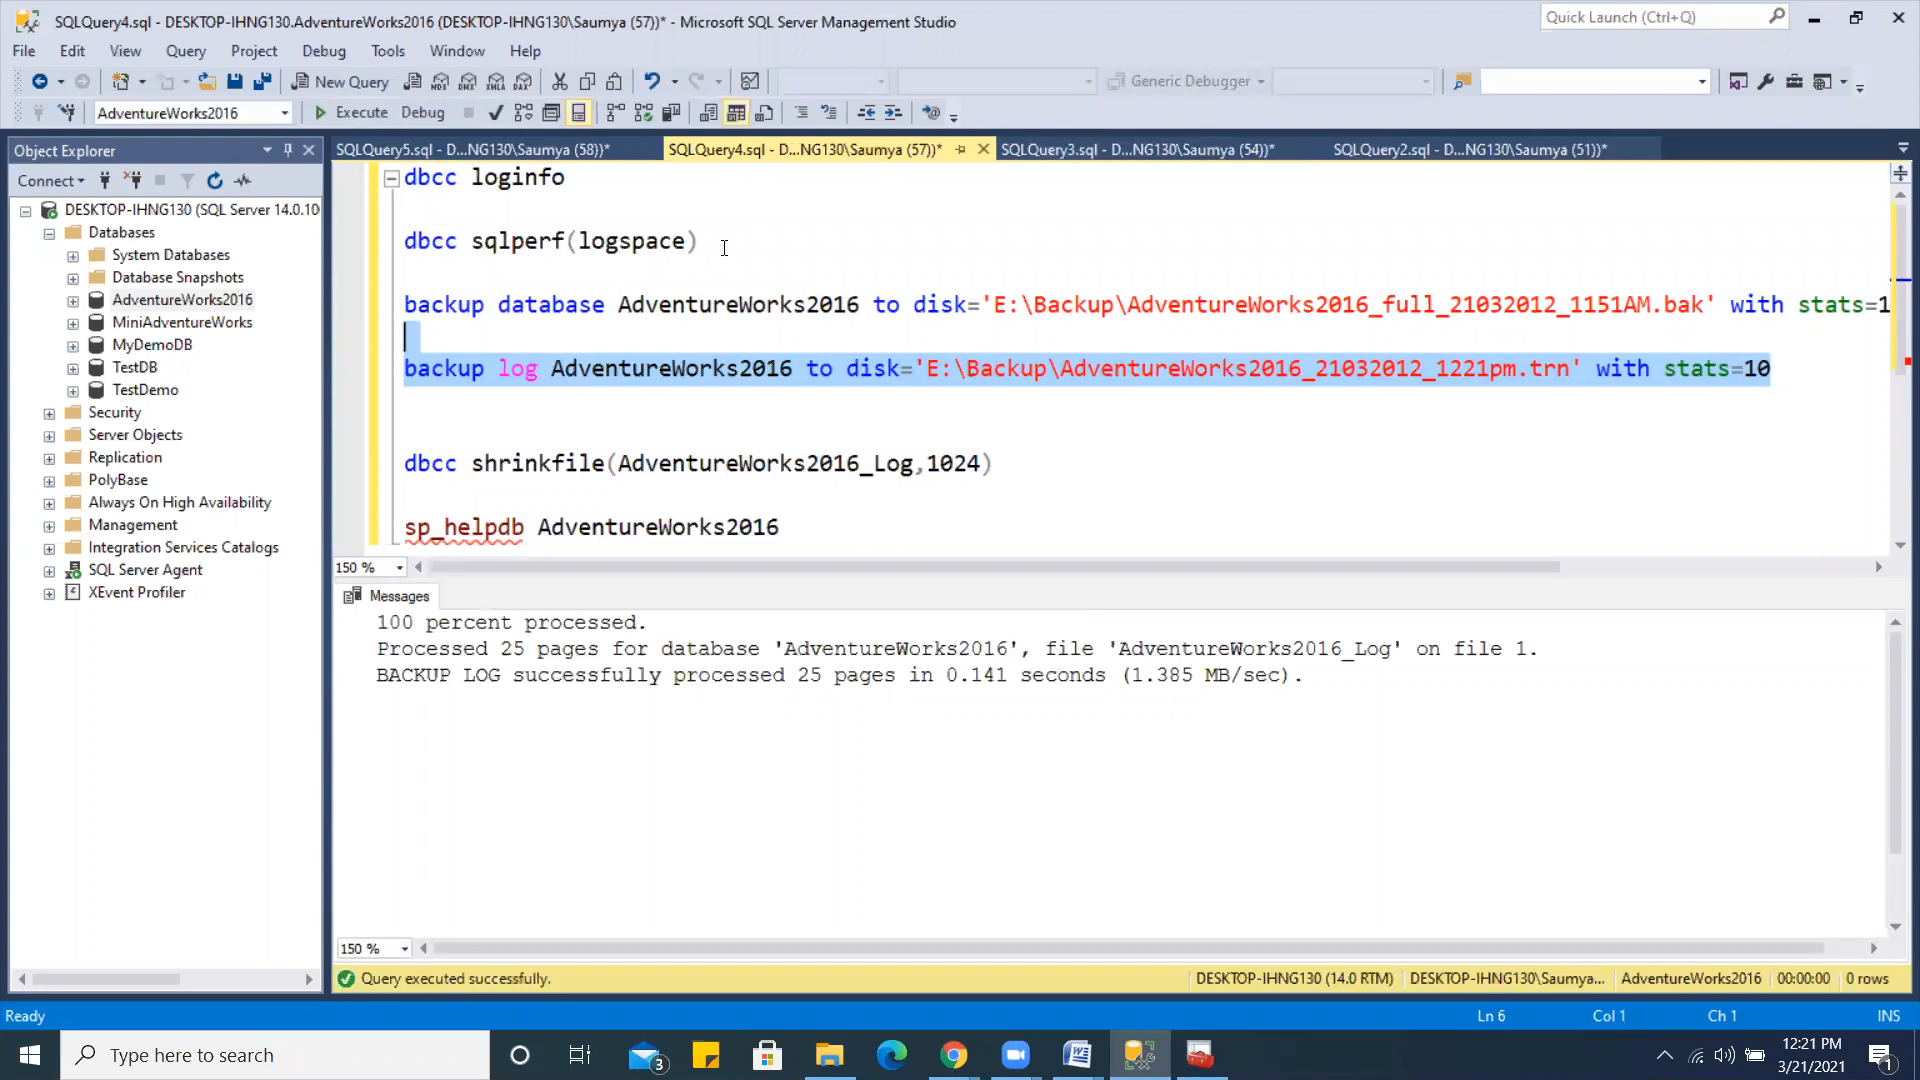 SQLQuery4.sql - DESKTOP-IHNG130.AdventureWorks2016 (DESKTOP-IHNG130\Saumya (57))* - Microsoft SQL Server Management Studio
Quick Launch (Ctrl+Q)
File Edit View Query Project Debug Tools Window Help
New Query MDX DMX XMLA DAX Generic Debugger
AdventureWorks2016 Execute Debug
Object Explorer
SQLQuery5.sql - D...NG130\Saumya (58))* SQLQuery4.sql - D...NG130\Saumya (57))* SQLQuery3.sql - D...NG130\Saumya (54))* SQLQuery2.sql - D...NG130\Saumya (51))*
Connect
DESKTOP-IHNG130 (SQL Server 14.0.10
Databases
System Databases
Database Snapshots
AdventureWorks2016
MiniAdventureWorks
MyDemoDB
TestDB
TestDemo
Security
Server Objects
Replication
PolyBase
Always On High Availability
Management
Integration Services Catalogs
SQL Server Agent
XEvent Profiler
dbcc loginfo
dbcc sqlperf(logspace)
backup database AdventureWorks2016 to disk='E:\Backup\AdventureWorks2016_full_21032012_1151AM.bak' with stats=1
backup log AdventureWorks2016 to disk='E:\Backup\AdventureWorks2016_21032012_1221pm.trn' with stats=10
dbcc shrinkfile(AdventureWorks2016_Log,1024)
sp_helpdb AdventureWorks2016
150 %
Messages
100 percent processed.
Processed 25 pages for database 'AdventureWorks2016', file 'AdventureWorks2016_Log' on file 1.
BACKUP LOG successfully processed 25 pages in 0.141 seconds (1.385 MB/sec).
150 %
Query executed successfully. DESKTOP-IHNG130 (14.0 RTM) DESKTOP-IHNG130\Saumya... AdventureWorks2016 00:00:00 0 rows
Ready Ln 6 Col 1 Ch 1 INS
Type here to search 3 12:21 PM
3/21/2021 1